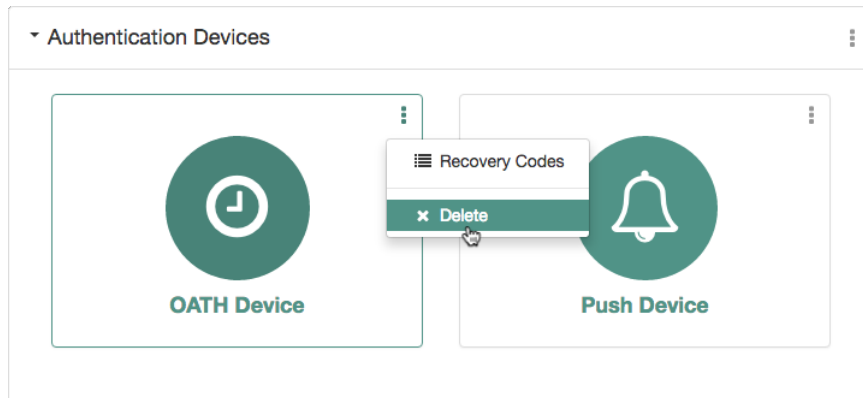 Authentication Devices
Recovery Codes
Delete
OATH Device
Push Device